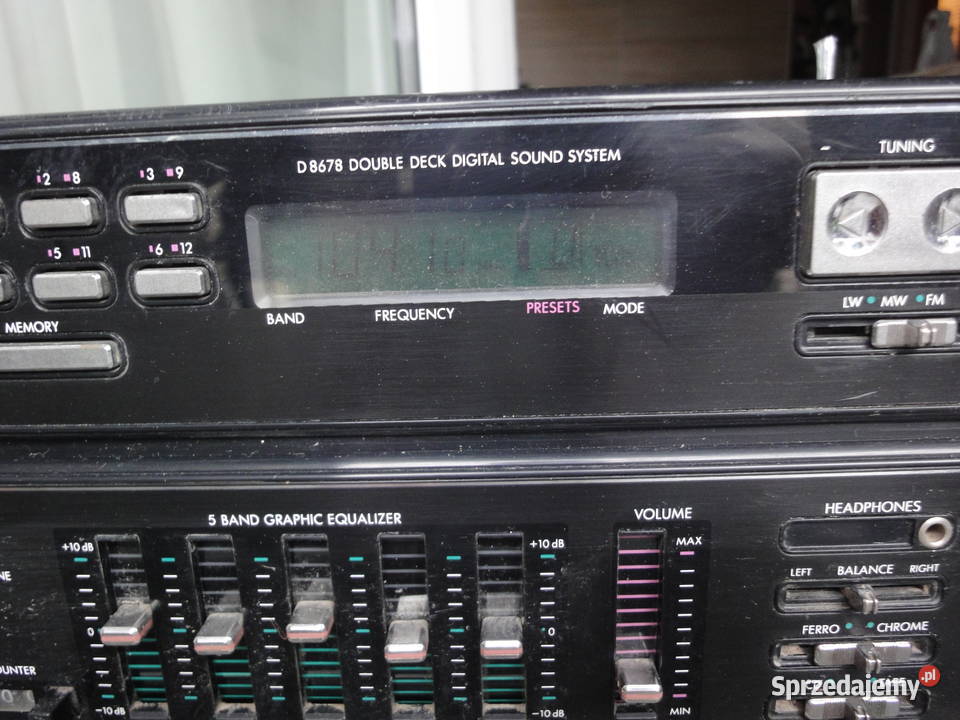 D 8678 DOUBLE DECK DIGITAL SOUND SYSTEM
TUNING
2 8 3 9
5 11 6 12
BAND FREQUENCY PRESETS MODE
LW MW FM
MEMORY
5 BAND GRAPHIC EQUALIZER
VOLUME
HEADPHONES
+10 dB +10 dB
MAX
LEFT BALANCE RIGHT
0 0
FERRO CHROME
-10 dB -10 dB
MIN
Sprzedajemy.pl